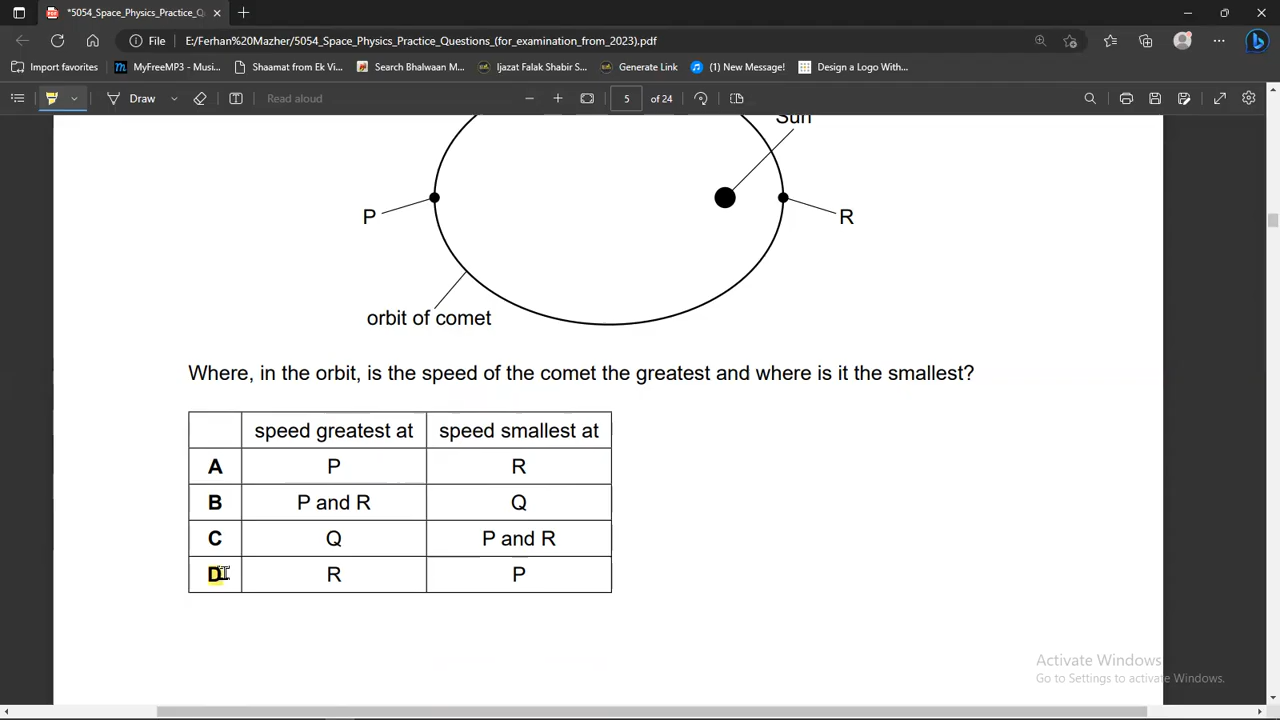 *5054_Space_Physics_Practice_Q
File E:/Ferhan%20Mazher/5054_Space_Physics_Practice_Questions_(for_examination_from_2023).pdf
Import favorites MyFreeMP3 - Musi... Shaamat from Ek Vi... Search Bhalwaan M... Ijazat Falak Shabir S... Generate Link (1) New Message! Design a Logo With...
Draw Read aloud 5 of 24
Sun
P
R
orbit of comet
Where, in the orbit, is the speed of the comet the greatest and where is it the smallest?
speed greatest at speed smallest at
A P R
B P and R Q
C Q P and R
D R P
Activate Windows
Go to Settings to activate Windows.